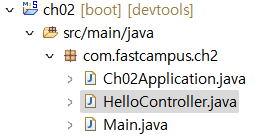 ch02 [boot] [devtools]
src/main/java
com.fastcampus.ch2
Ch02Application.java
HelloController.java
Main.java